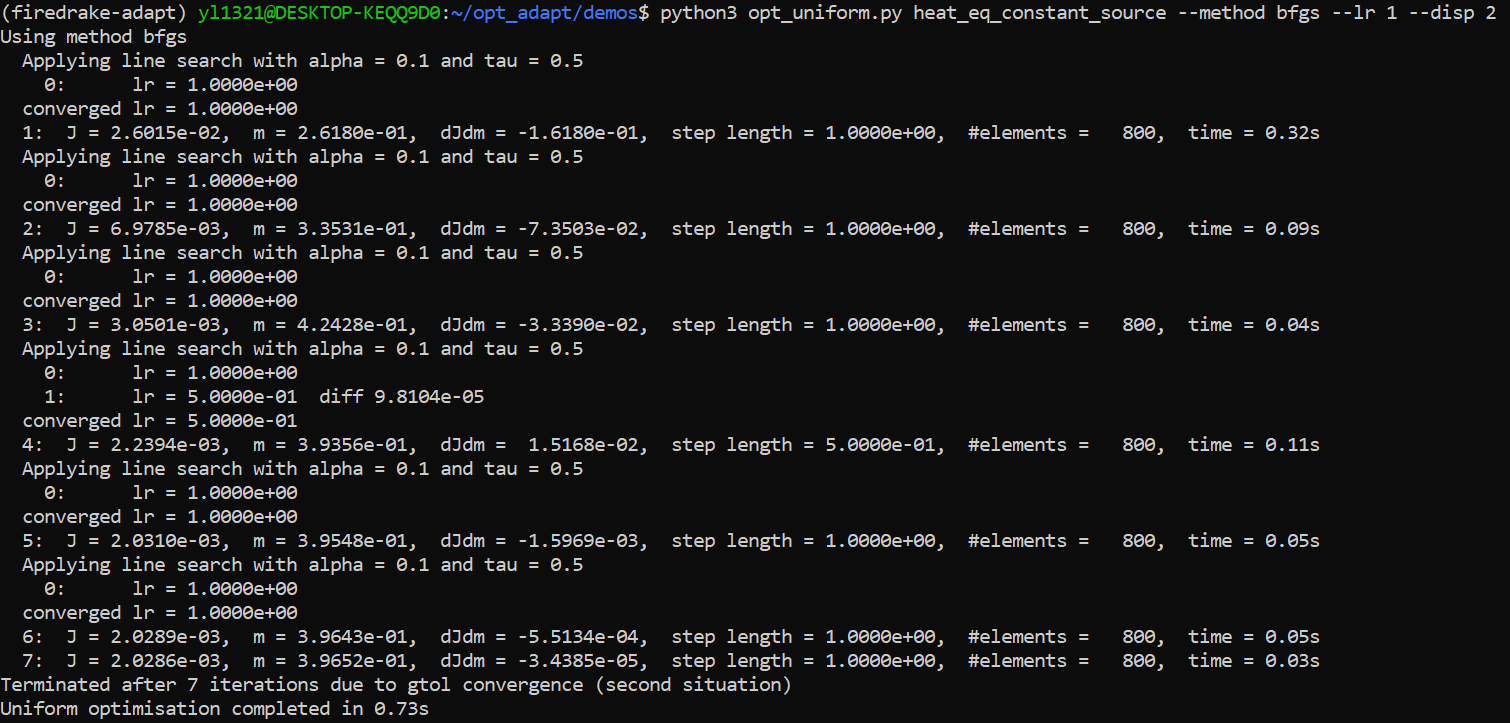 (firedrake-adapt) yl1321@DESKTOP-KEQQ9D0:~/opt_adapt/demos$ python3 opt_uniform.py heat_eq_constant_source --method bfgs --lr 1 --disp 2
Using method bfgs
  Applying line search with alpha = 0.1 and tau = 0.5
    0:      lr = 1.0000e+00
  converged lr = 1.0000e+00
  1:  J = 2.6015e-02,  m = 2.6180e-01,  dJdm = -1.6180e-01,  step length = 1.0000e+00,  #elements =   800,  time = 0.32s
  Applying line search with alpha = 0.1 and tau = 0.5
    0:      lr = 1.0000e+00
  converged lr = 1.0000e+00
  2:  J = 6.9785e-03,  m = 3.3531e-01,  dJdm = -7.3503e-02,  step length = 1.0000e+00,  #elements =   800,  time = 0.09s
  Applying line search with alpha = 0.1 and tau = 0.5
    0:      lr = 1.0000e+00
  converged lr = 1.0000e+00
  3:  J = 3.0501e-03,  m = 4.2428e-01,  dJdm = -3.3390e-02,  step length = 1.0000e+00,  #elements =   800,  time = 0.04s
  Applying line search with alpha = 0.1 and tau = 0.5
    0:      lr = 1.0000e+00
    1:      lr = 5.0000e-01  diff 9.8104e-05
  converged lr = 5.0000e-01
  4:  J = 2.2394e-03,  m = 3.9356e-01,  dJdm =  1.5168e-02,  step length = 5.0000e-01,  #elements =   800,  time = 0.11s
  Applying line search with alpha = 0.1 and tau = 0.5
    0:      lr = 1.0000e+00
  converged lr = 1.0000e+00
  5:  J = 2.0310e-03,  m = 3.9548e-01,  dJdm = -1.5969e-03,  step length = 1.0000e+00,  #elements =   800,  time = 0.05s
  Applying line search with alpha = 0.1 and tau = 0.5
    0:      lr = 1.0000e+00
  converged lr = 1.0000e+00
  6:  J = 2.0289e-03,  m = 3.9643e-01,  dJdm = -5.5134e-04,  step length = 1.0000e+00,  #elements =   800,  time = 0.05s
  7:  J = 2.0286e-03,  m = 3.9652e-01,  dJdm = -3.4385e-05,  step length = 1.0000e+00,  #elements =   800,  time = 0.03s
Terminated after 7 iterations due to gtol convergence (second situation)
Uniform optimisation completed in 0.73s